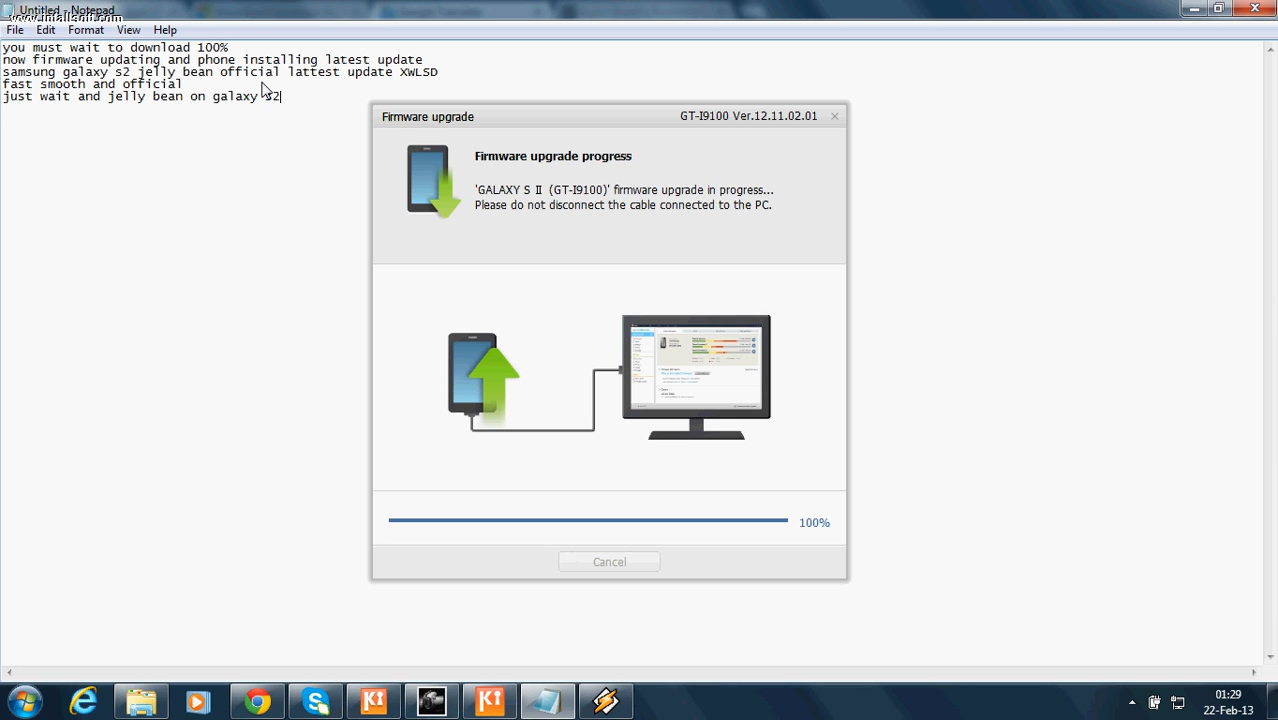 Untitled - Notepad
File Edit Format View Help
you must wait to download 100%
now firmware updating and phone installing latest update
samsung galaxy s2 jelly bean official lattest update XWLSD
fast smooth and official
just wait and jelly bean on galaxy s2
Firmware upgrade GT-I9100 Ver.12.11.02.01
Firmware upgrade progress
'GALAXY S Ⅱ (GT-I9100)' firmware upgrade in progress...
Please do not disconnect the cable connected to the PC.
100%
Cancel
01:29
22-Feb-13